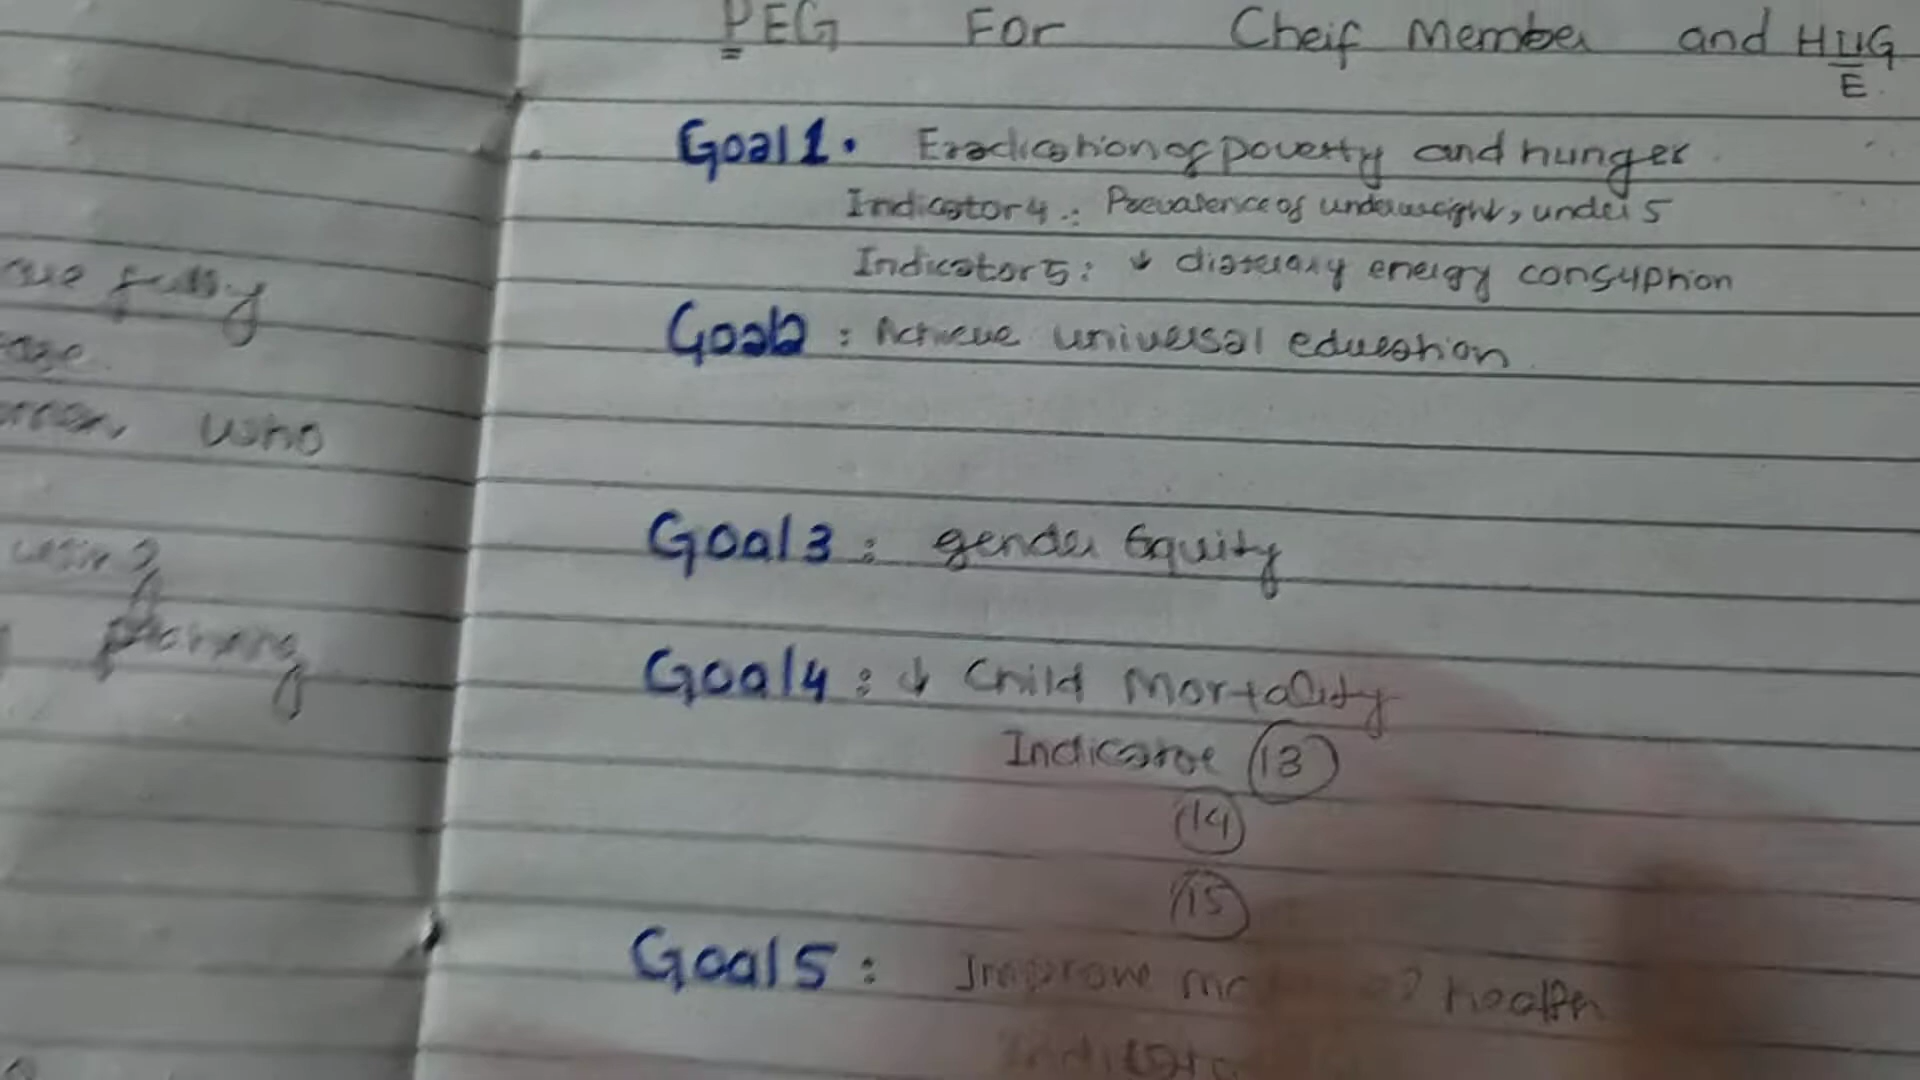 who
PEG For Cheif Member and HUG
E
Goal 1. Eradication of poverty and hunger
Indicator 4 : Prevalence of underweight, under 5
Indicator 5 : ↓ dieterary energy consyption
Goal 2 : Achieve universal education
Goal 3 : gender Equity
Goal 4 : ↓ Child Mortality
Indicator 13
14
15
Goal 5 : Improve health